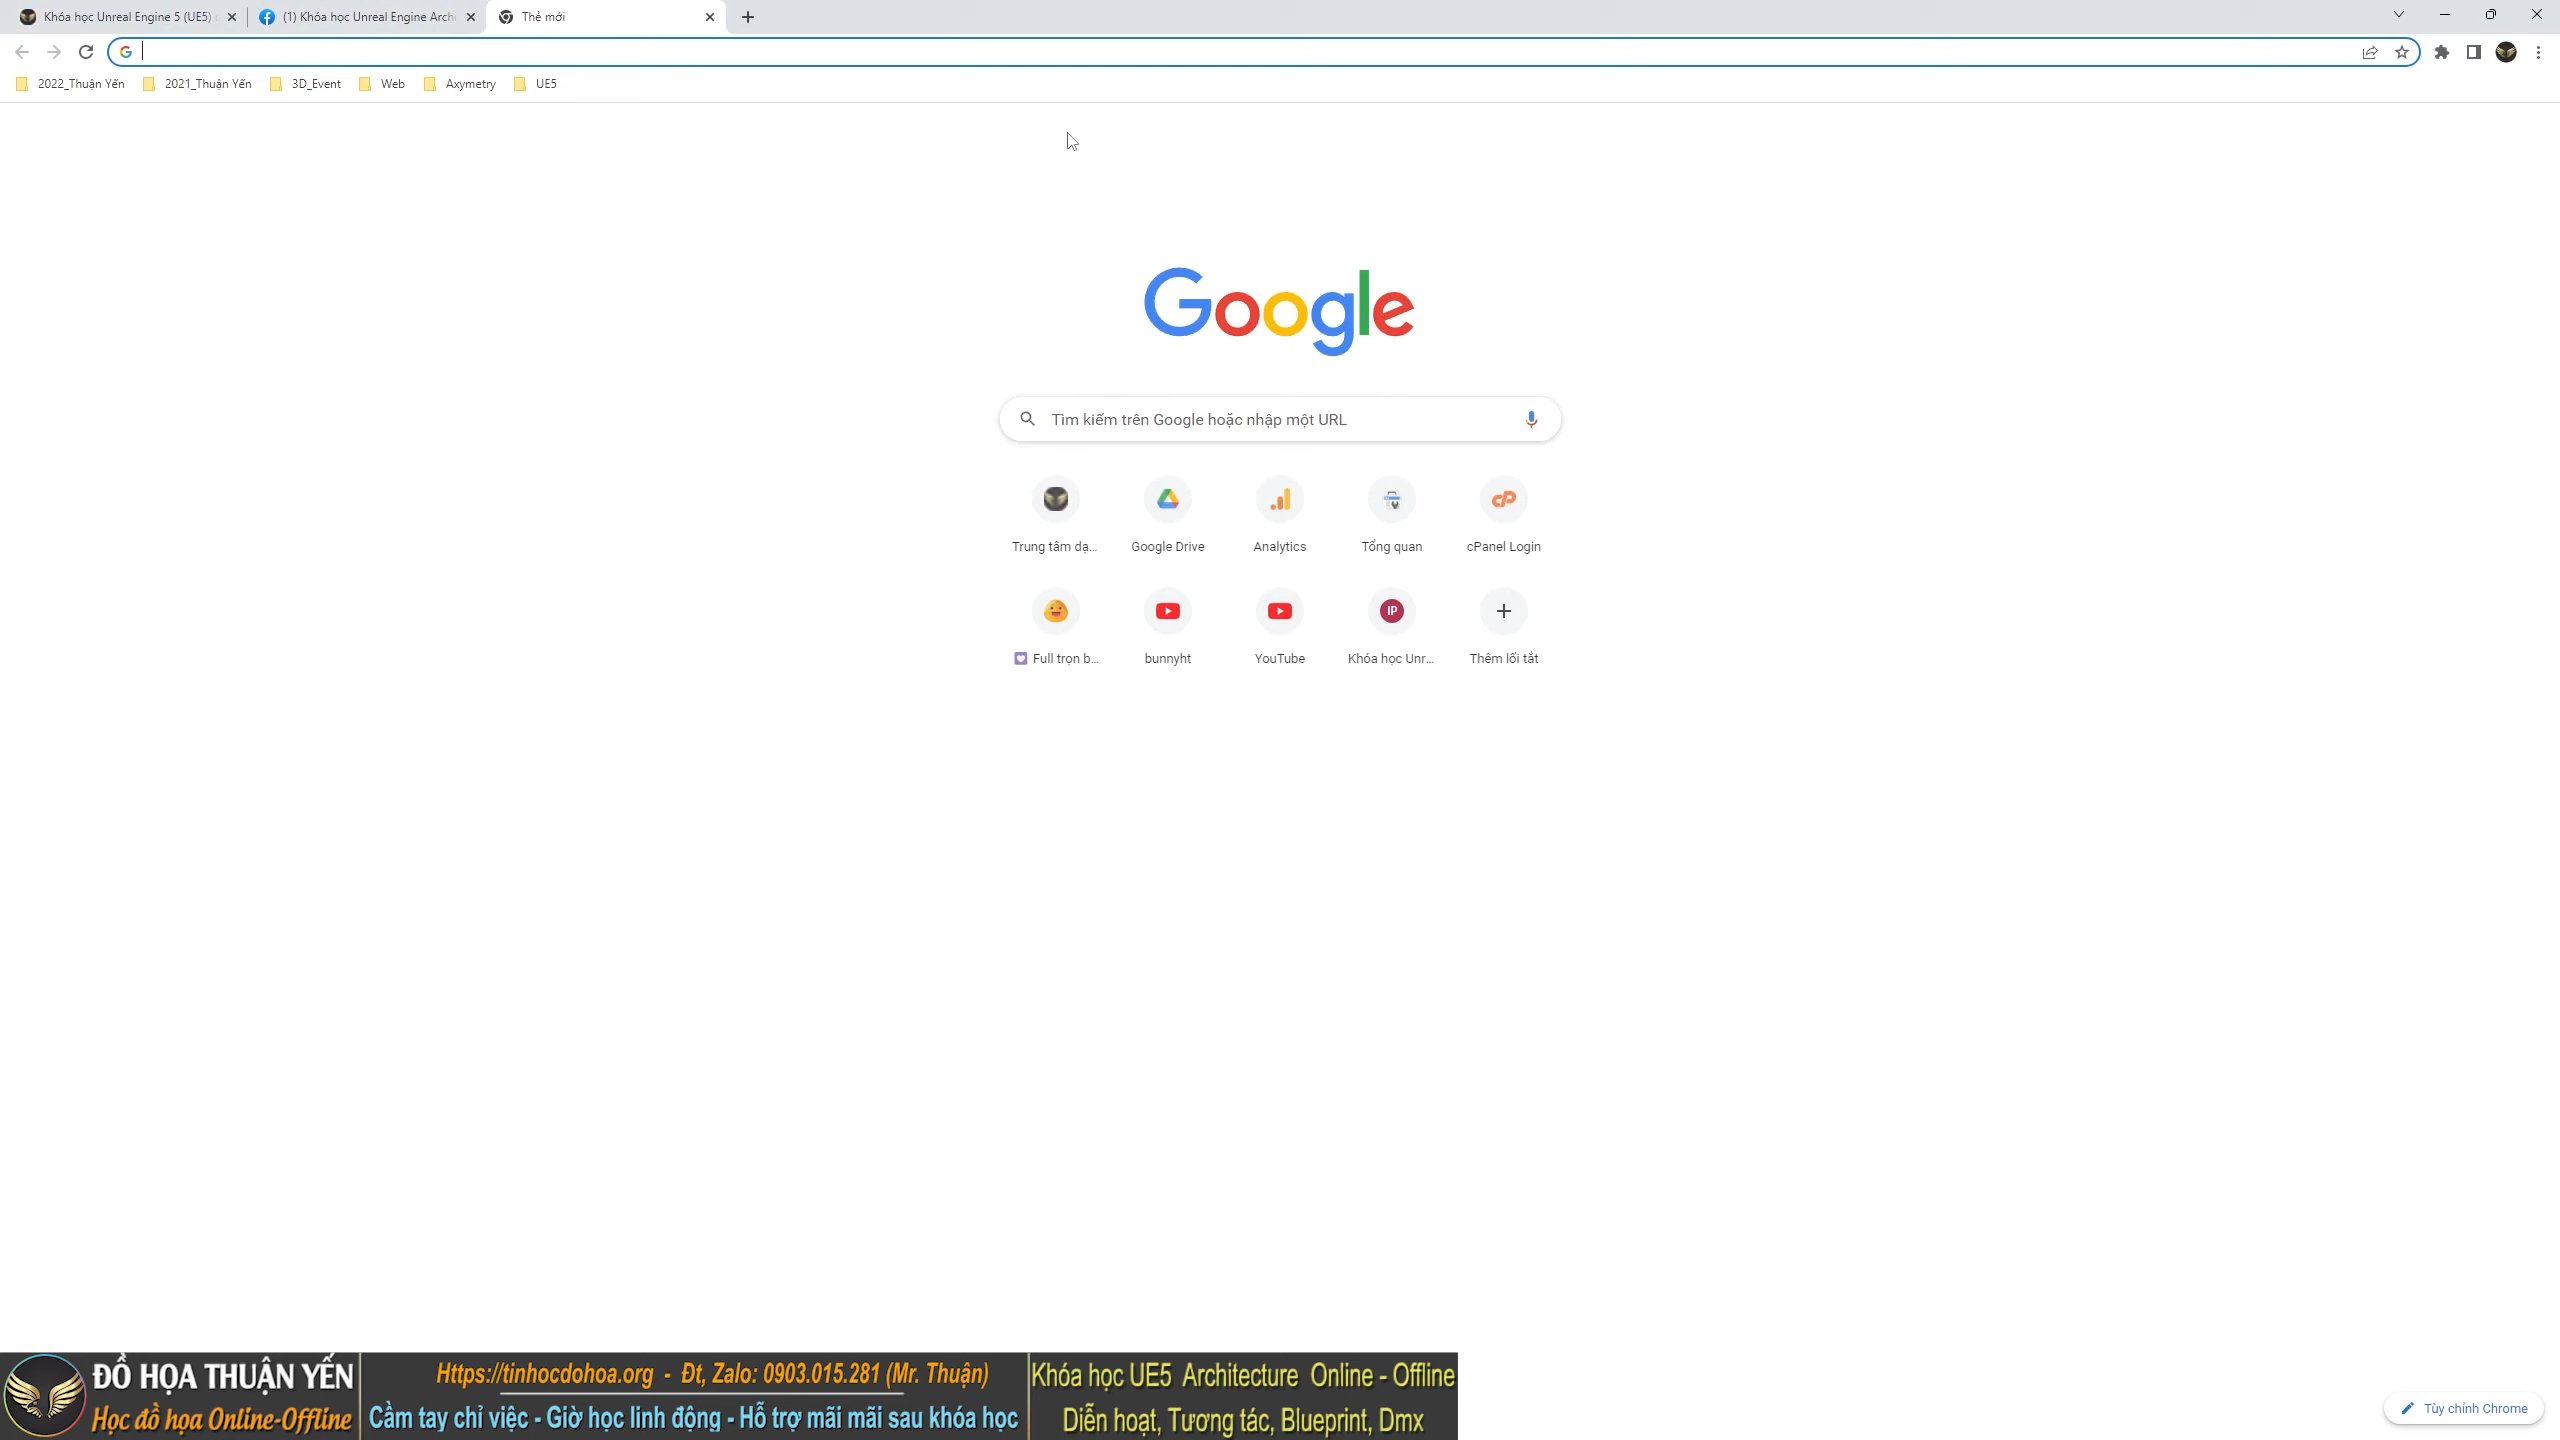 Khóa học Unreal Engine 5 (UE5)
(1) Khóa học Unreal Engine Archi
Thẻ mới
2022_Thuận Yến
2021_Thuận Yến
3D_Event
Web
Axymetry
UE5
Google
Tìm kiếm trên Google hoặc nhập một URL
Trung tâm dạ...
Google Drive
Analytics
Tổng quan
cP
cPanel Login
Full trọn b...
bunnyht
YouTube
IP
Khóa học Unr...
Thêm lối tắt
ĐỒ HỌA THUẬN YẾN
Học đồ họa Online-Offline
Https://tinhocdohoa.org - Đt, Zalo: 0903.015.281 (Mr. Thuận)
Cầm tay chỉ việc - Giờ học linh động - Hỗ trợ mãi mãi sau khóa học
Khóa học UE5 Architecture Online - Offline
Diễn hoạt, Tương tác, Blueprint, Dmx
Tùy chỉnh Chrome